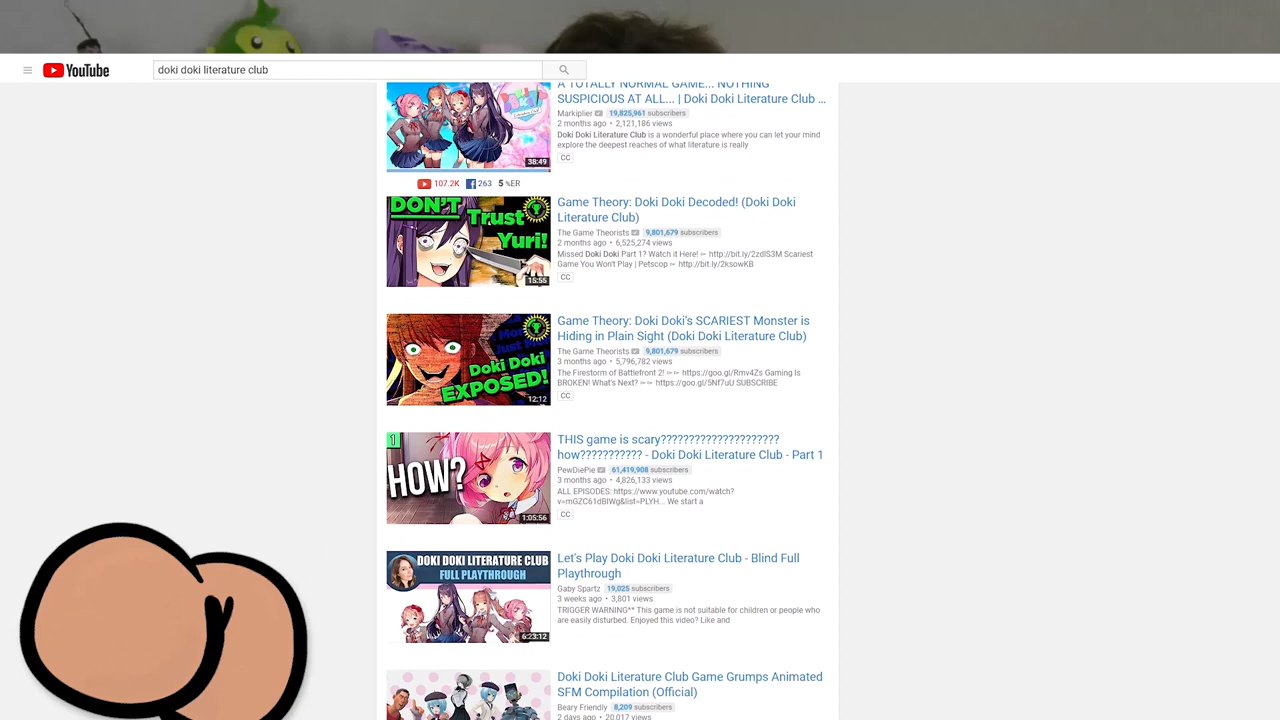 YouTube
doki doki literature club
A TOTALLY NORMAL GAME... NOTHING
SUSPICIOUS AT ALL... | Doki Doki Literature Club ...
Markiplier 19,825,961 subscribers
2 months ago • 2,121,186 views
Doki Doki Literature Club is a wonderful place where you can let your mind
explore the deepest reaches of what literature is really
CC
38:49
107.2K 263 5 %ER
DON'T
Trust
Yuri!
15:55
Game Theory: Doki Doki Decoded! (Doki Doki
Literature Club)
The Game Theorists 9,801,679 subscribers
2 months ago • 6,525,274 views
Missed Doki Doki Part 1? Watch it Here! ➳ http://bit.ly/2zdIS3M Scariest
Game You Won't Play | Petscop ➳ http://bit.ly/2ksowKB
CC
Doki Doki
EXPOSED!
12:12
Game Theory: Doki Doki's SCARIEST Monster is
Hiding in Plain Sight (Doki Doki Literature Club)
The Game Theorists 9,801,679 subscribers
3 months ago • 5,796,782 views
The Firestorm of Battlefront 2! ➳➳ https://goo.gl/Rmv4Zs Gaming Is
BROKEN! What's Next? ➳➳ https://goo.gl/5Nf7uU SUBSCRIBE
CC
1
HOW?
1:05:56
THIS game is scary?????????????????????
how??????????? - Doki Doki Literature Club - Part 1
PewDiePie 61,419,908 subscribers
3 months ago • 4,826,133 views
ALL EPISODES: https://www.youtube.com/watch?
v=mGZC61dBIWg&list=PLYH... We start a
CC
DOKI DOKI LITERATURE CLUB
FULL PLAYTHROUGH
6:23:12
Let's Play Doki Doki Literature Club - Blind Full
Playthrough
Gaby Spartz 19,025 subscribers
3 weeks ago • 3,801 views
TRIGGER WARNING** This game is not suitable for children or people who
are easily disturbed. Enjoyed this video? Like and
Doki Doki Literature Club Game Grumps Animated
SFM Compilation (Official)
Beary Friendly 8,209 subscribers
2 days ago • 20,017 views